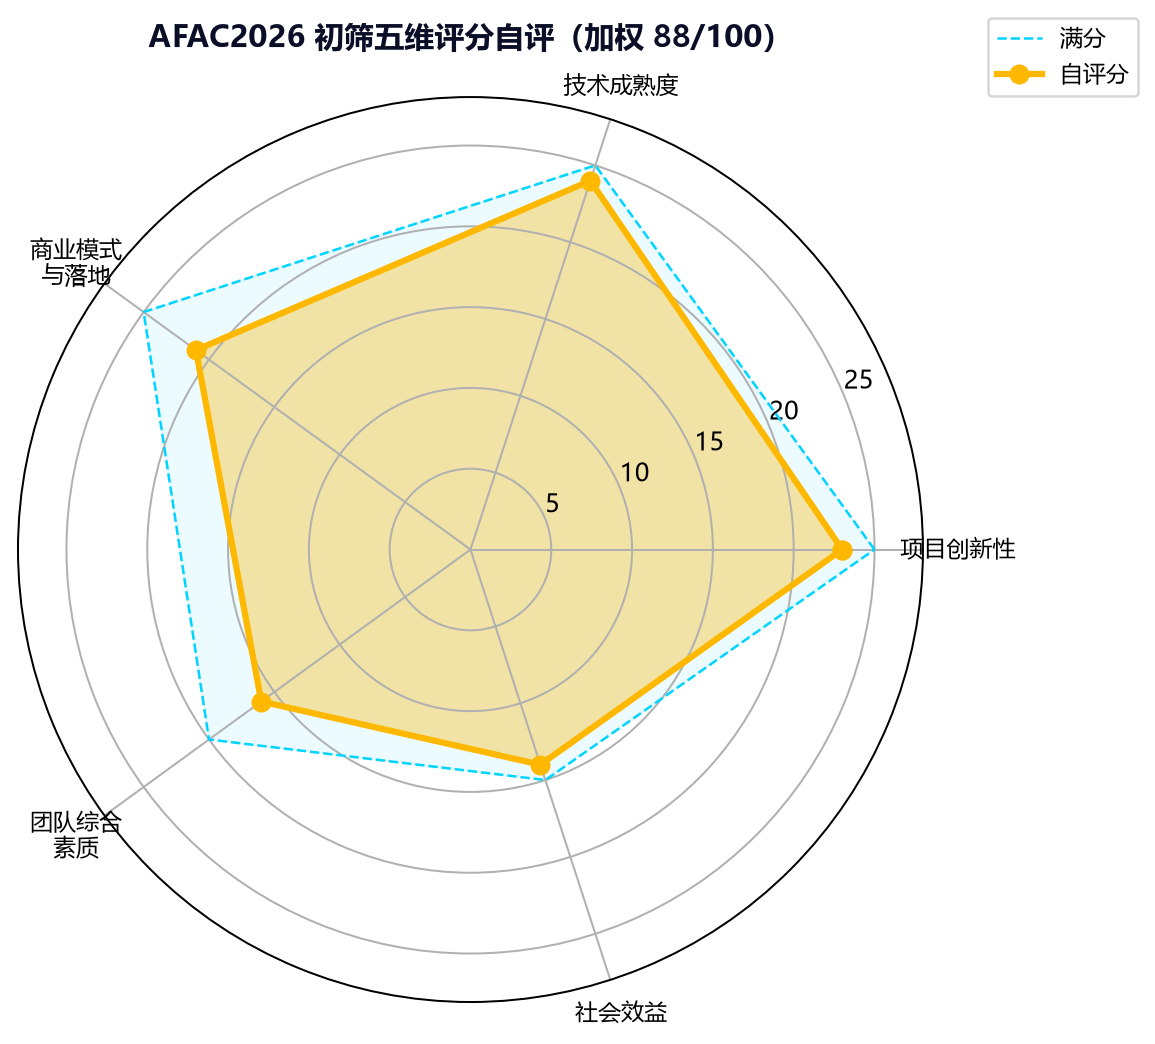 AFAC2026 初筛五维评分自评（加权 88/100）
满分
自评分
技术成熟度
商业模式
与落地
25
20
15
10
5
项目创新性
团队综合
素质
社会效益